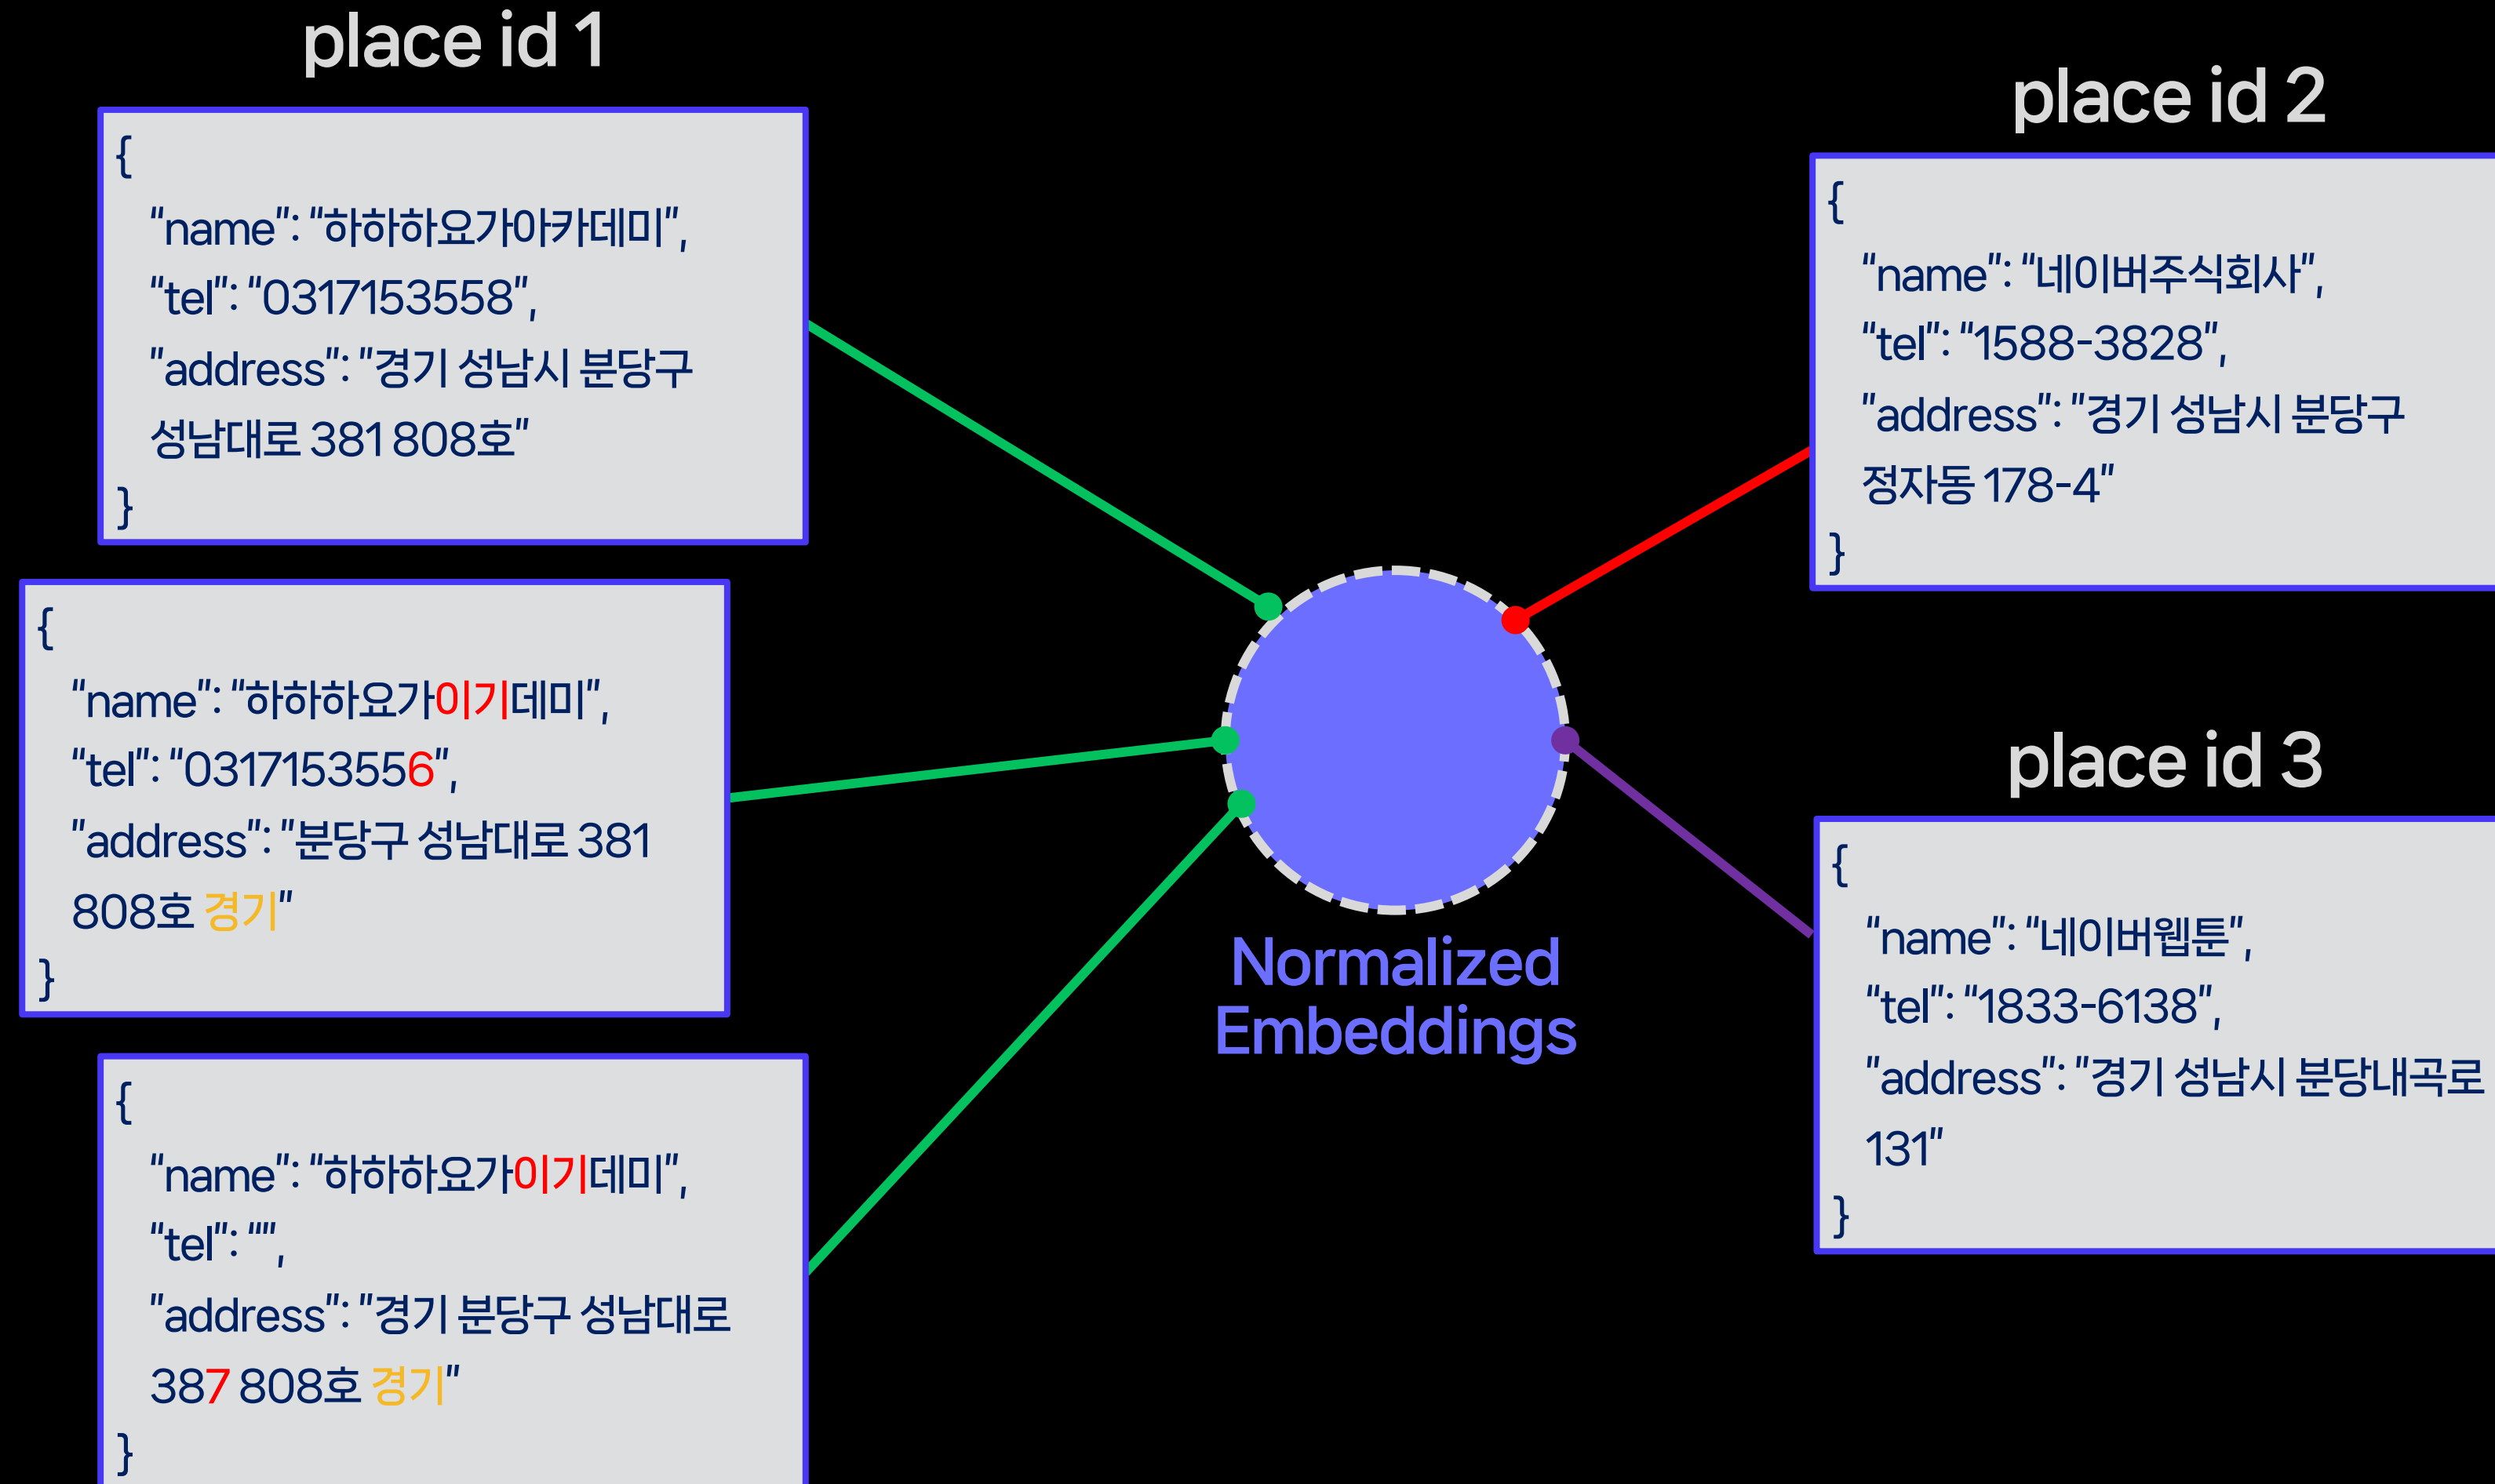 place id 1
{
“name”: “하하하요가아카데미”,
“tel”: “0317153558”,
"address”: "경기 성남시 분당구
성남대로 381 808호”
}
{
“name”: “하하하요가이기데미”,
“tel”: “0317153556”,
"address”: "분당구 성남대로 381
808호 경기”
}
{
“name”: “하하하요가이기데미”,
“tel”: “”,
"address”: "경기 분당구 성남대로
387 808호 경기”
}
Normalized
Embeddings
place id 2
{
“name”: “네이버주식회사”,
“tel”: “1588-3828”,
"address”: "경기 성남시 분당구
정자동 178-4”
}
place id 3
{
“name”: “네이버웹툰”,
“tel”: “1833-6138”,
"address”: "경기 성남시 분당내곡로
131”
}